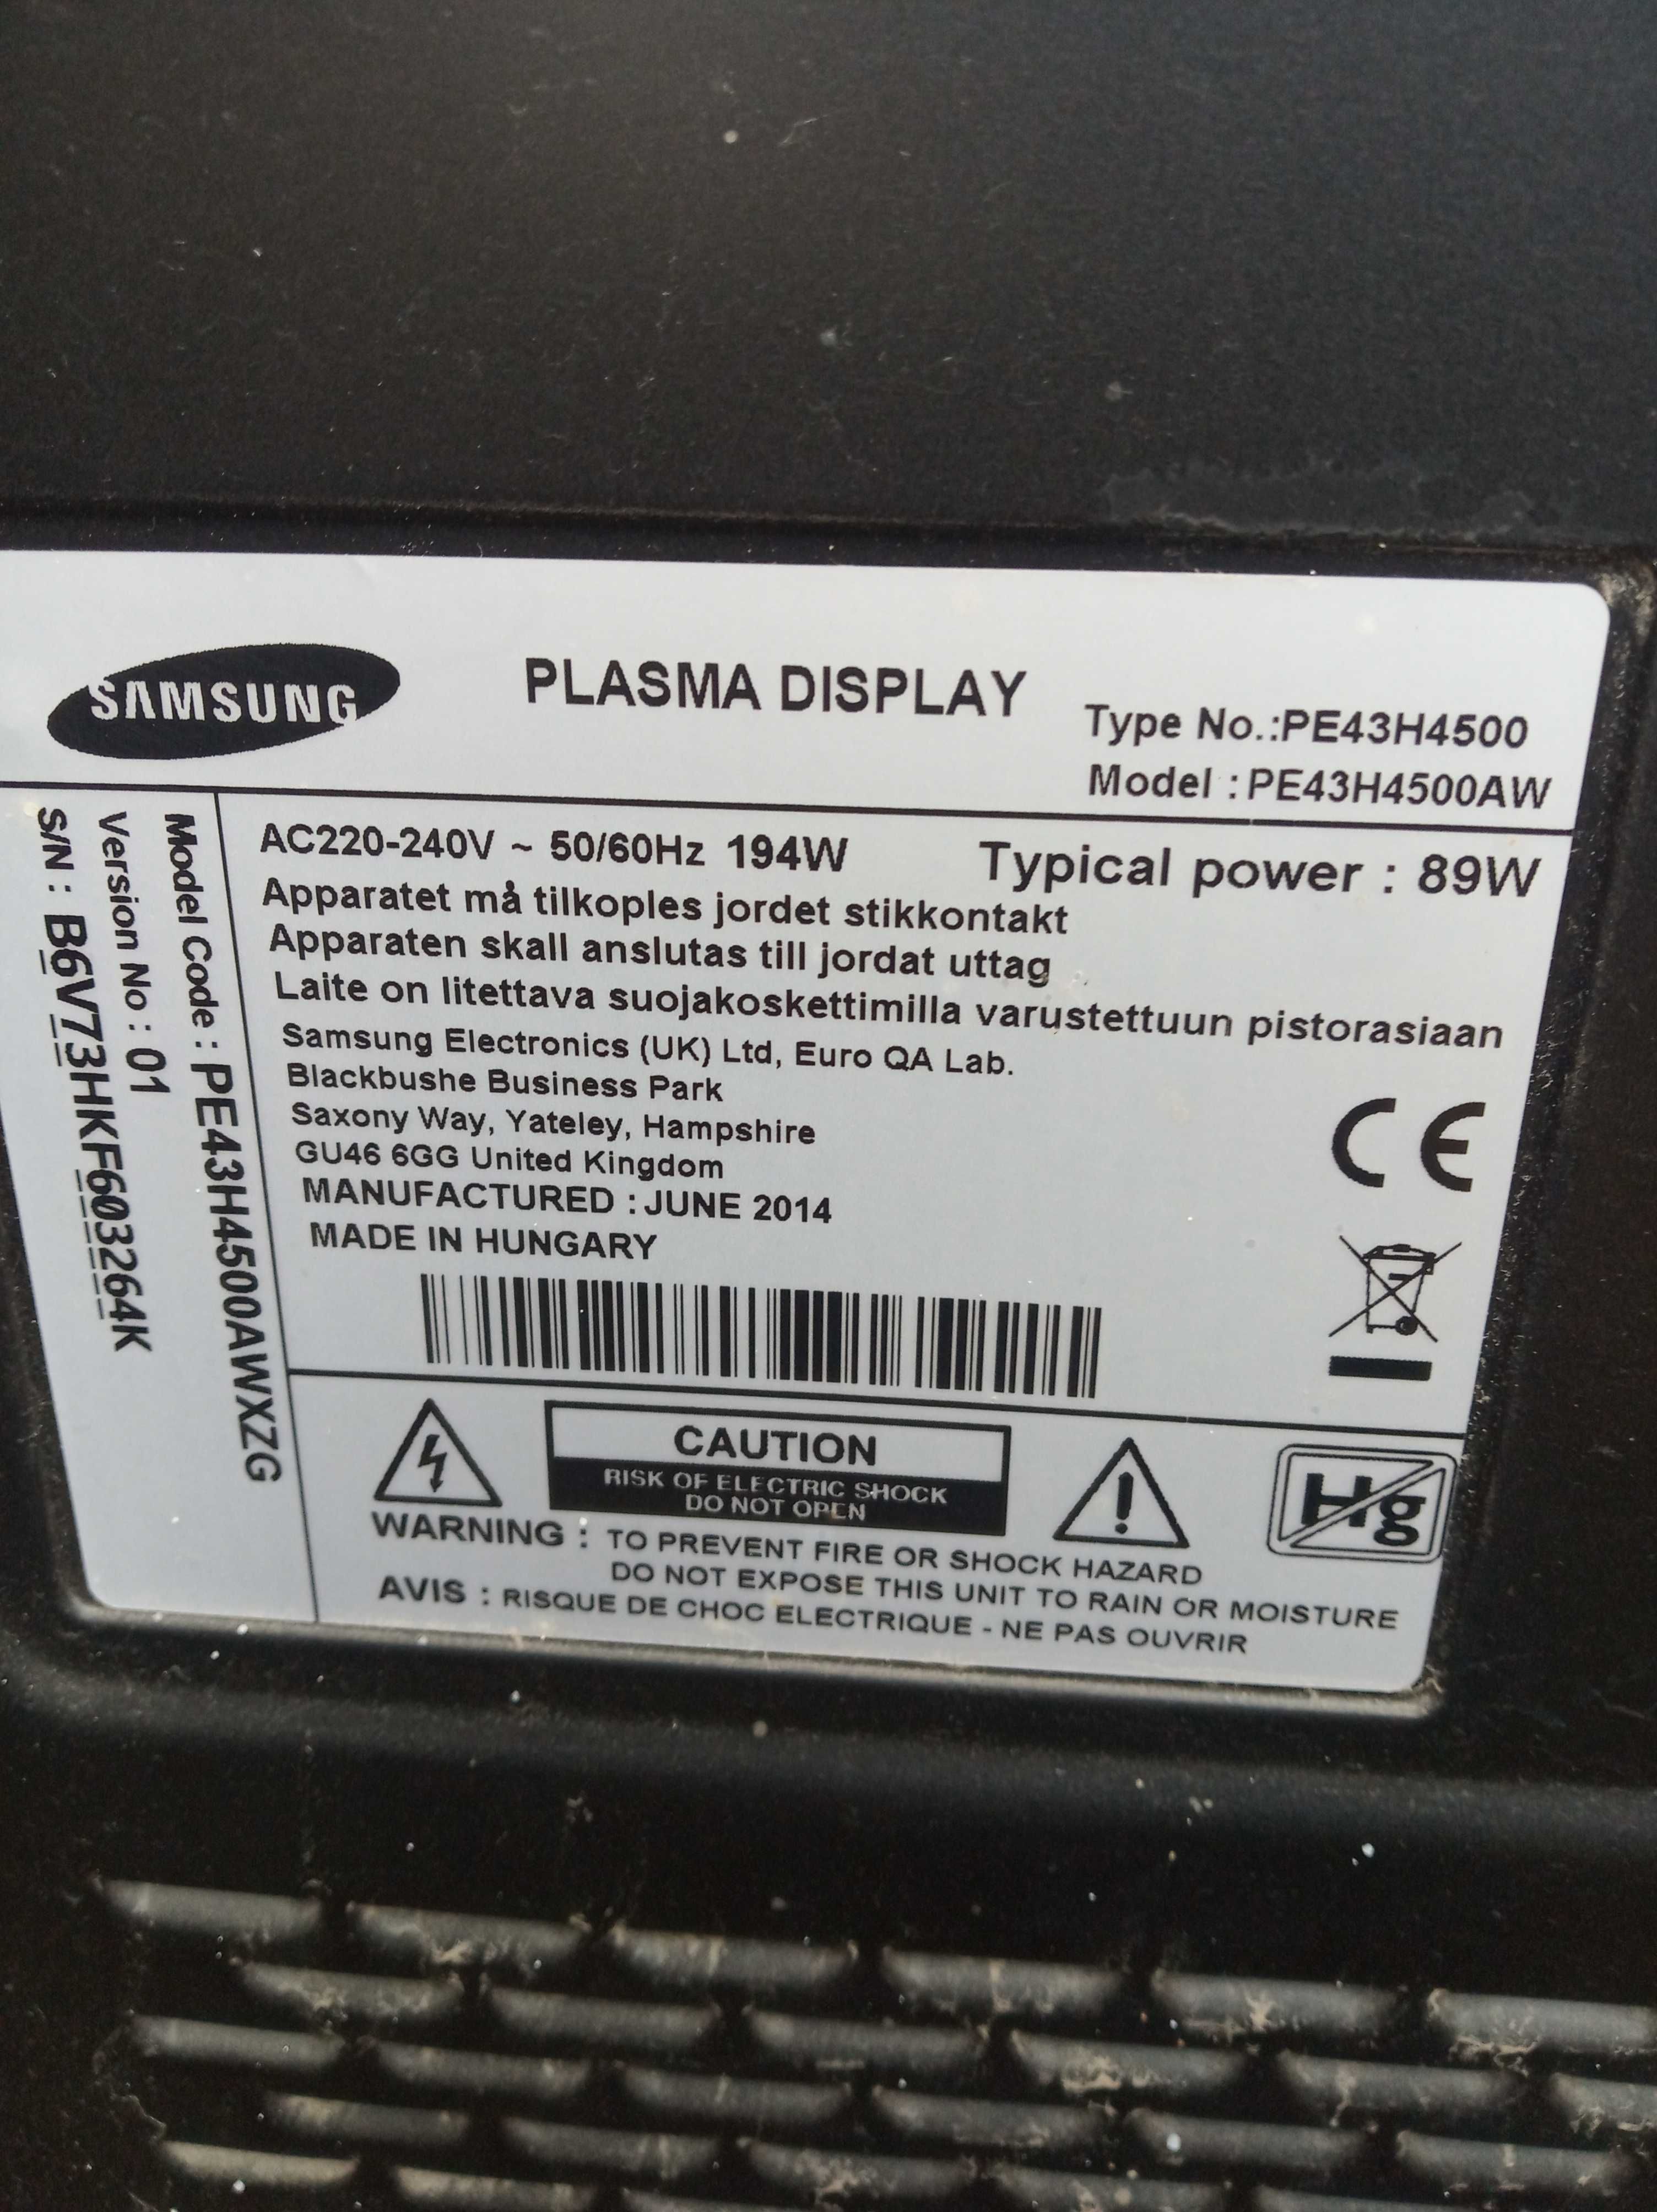 SAMSUNG
PLASMA DISPLAY
Type No.:PE43H4500
Model :PE43H4500AW
Model Code : PE43H4500AWXZG
Version No : 01
S/N : B6V73HKF603264K
AC220-240V ~ 50/60Hz 194W
Typical power : 89W
Apparatet må tilkoples jordet stikkontakt
Apparaten skall anslutas till jordat uttag
Laite on litettava suojakoskettimilla varustettuun pistorasiaan
Samsung Electronics (UK) Ltd, Euro QA Lab.
Blackbushe Business Park
Saxony Way, Yateley, Hampshire
GU46 6GG United Kingdom
MANUFACTURED : JUNE 2014
MADE IN HUNGARY
CE
CAUTION
RISK OF ELECTRIC SHOCK
DO NOT OPEN
Hg
WARNING : TO PREVENT FIRE OR SHOCK HAZARD
DO NOT EXPOSE THIS UNIT TO RAIN OR MOISTURE
AVIS : RISQUE DE CHOC ELECTRIQUE - NE PAS OUVRIR